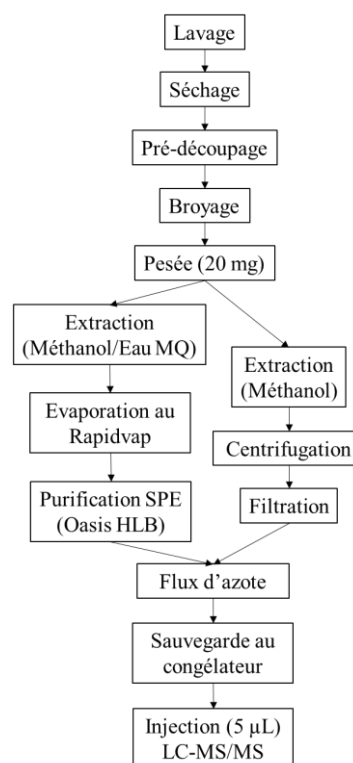 Lavage
Séchage
Pré-découpage
Broyage
Pesée (20 mg)
Extraction
(Méthanol/Eau MQ)
Evaporation au
Rapidvap
Purification SPE
(Oasis HLB)
Extraction
(Méthanol)
Centrifugation
Filtration
Flux d’azote
Sauvegarde au
congélateur
Injection (5 µL)
LC-MS/MS